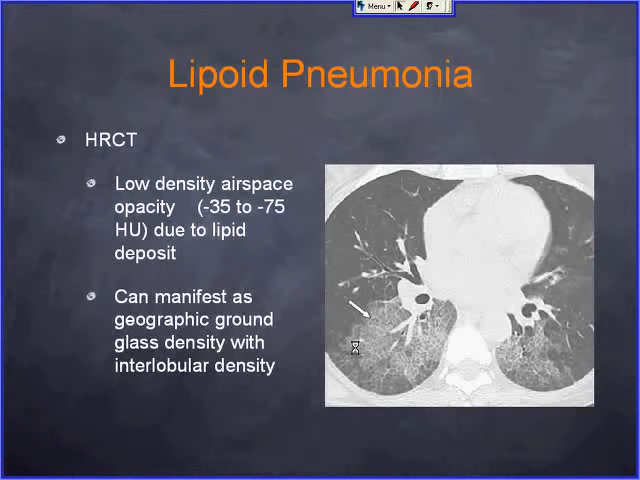 Menu
Lipoid Pneumonia
HRCT
Low density airspace
opacity (-35 to -75
HU) due to lipid
deposit
Can manifest as
geographic ground
glass density with
interlobular density